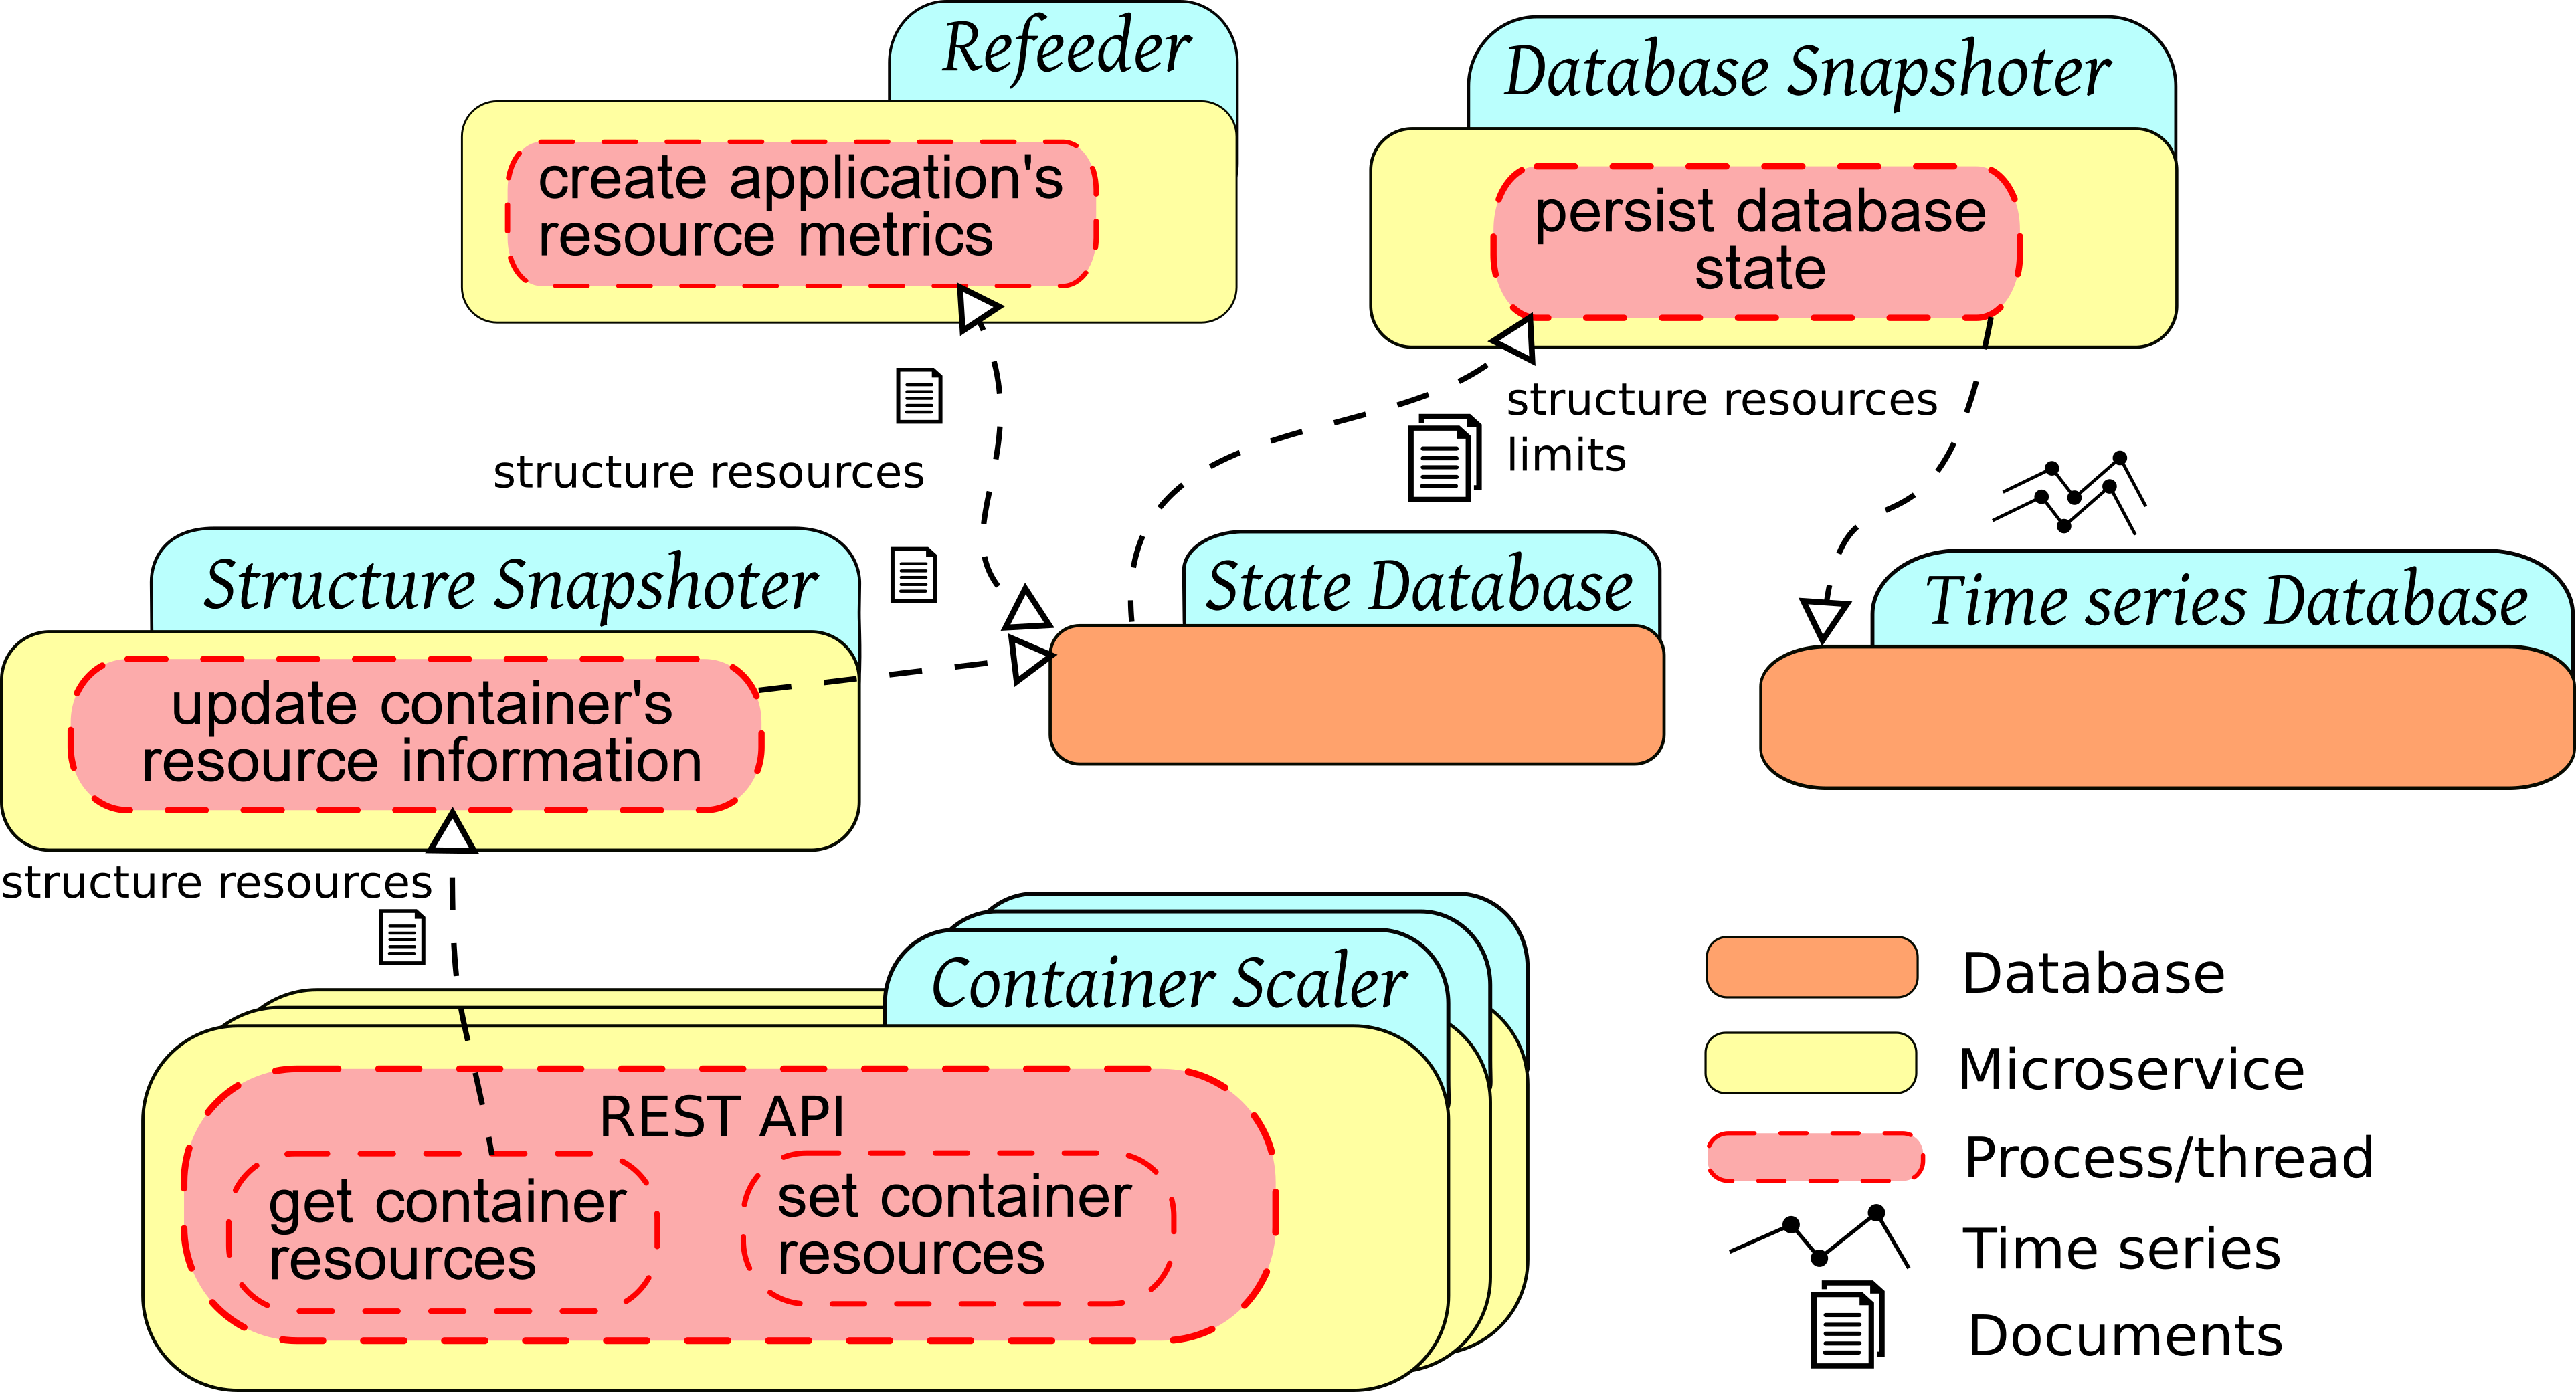 Refeeder
create application's
resource metrics
Database Snapshoter
persist database
state
structure resources
limits
structure resources
Structure Snapshoter
update container's
resource information
State Database
Time series Database
structure resources
Container Scaler
REST API
get container
resources
set container
resources
Database
Microservice
Process/thread
Time series
Documents